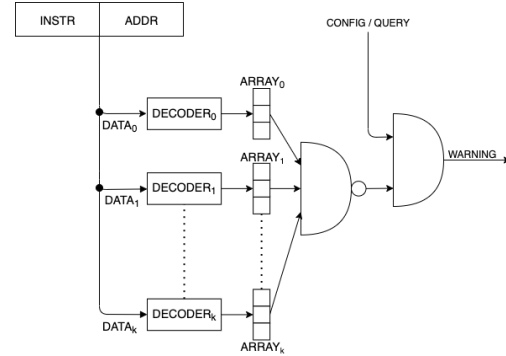 INSTR ADDR
CONFIG / QUERY
ARRAY₀
DECODER₀
DATA₀
ARRAY₁
WARNING
DECODER₁
DATA₁
DECODERₖ
DATAₖ
ARRAYₖ